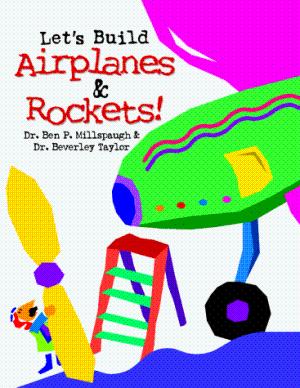 Let's Build
Airplanes
&
Rockets!
Dr. Ben P. Millspaugh &
Dr. Beverley Taylor